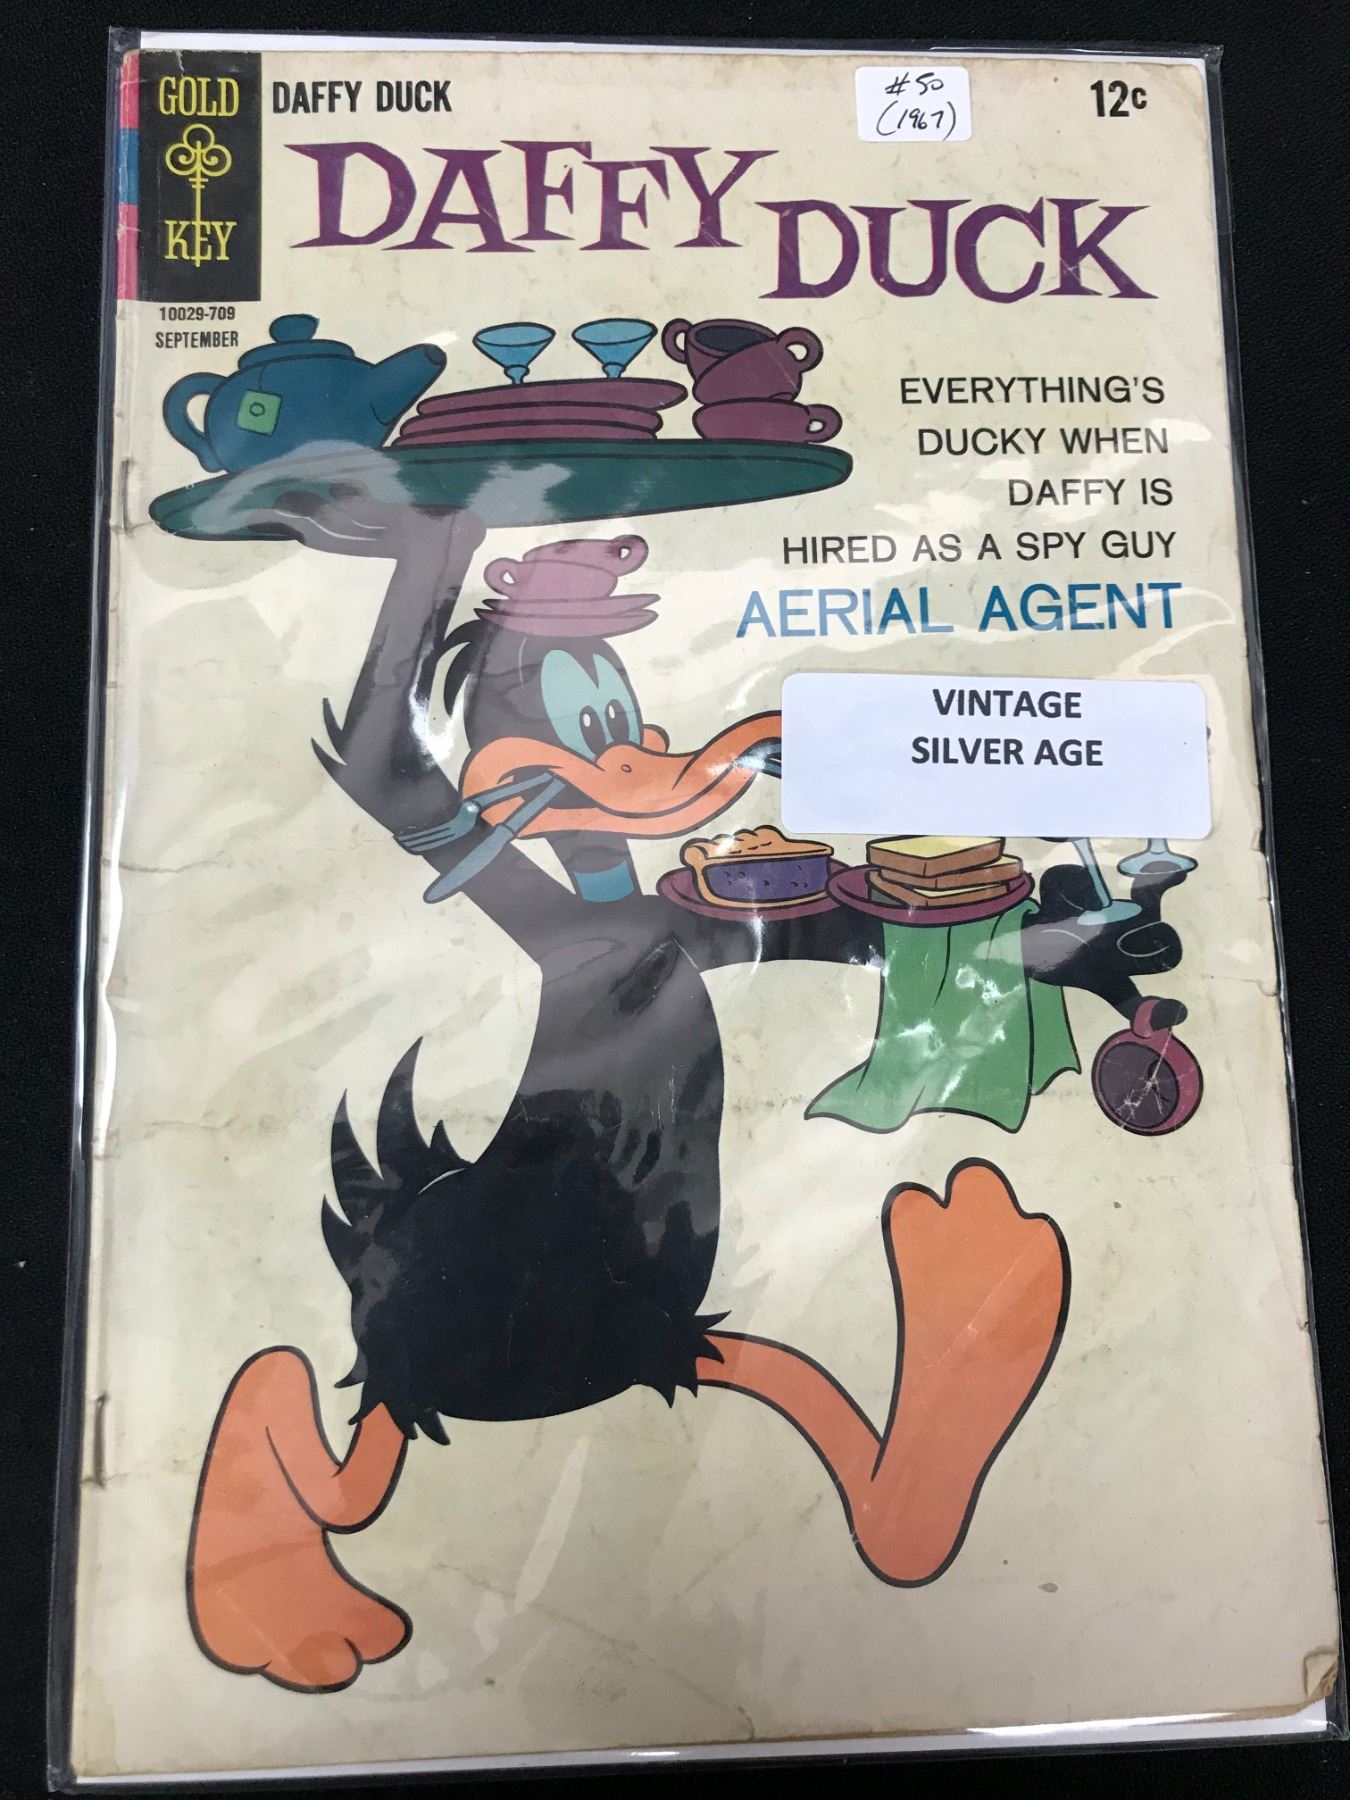 GOLD
KEY
DAFFY DUCK
#50
(1967)
12¢
DAFFY DUCK
10029-709
SEPTEMBER
EVERYTHING'S
DUCKY WHEN
DAFFY IS
HIRED AS A SPY GUY
AERIAL AGENT
VINTAGE
SILVER AGE